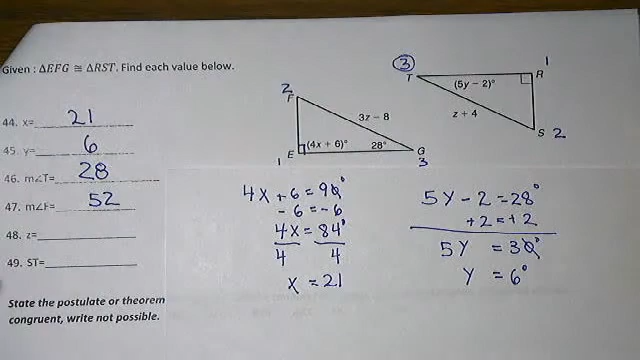 Given : ΔEFG ≅ ΔRST. Find each value below.
44. x= 21
45. y= 6
46. m∠T= 28
47. m∠F= 52
48. z=
49. ST=
State the postulate or theorem
congruent, write not possible.
2
F
3z – 8
(4x + 6)°
28°
1 E
G
3
3
T
(5y – 2)°
1
R
z + 4
S 2
4x + 6 = 90°
- 6 = - 6
4x = 84°
4 4
x = 21
5y - 2 = 28°
+ 2 = + 2
5y = 30°
y = 6°